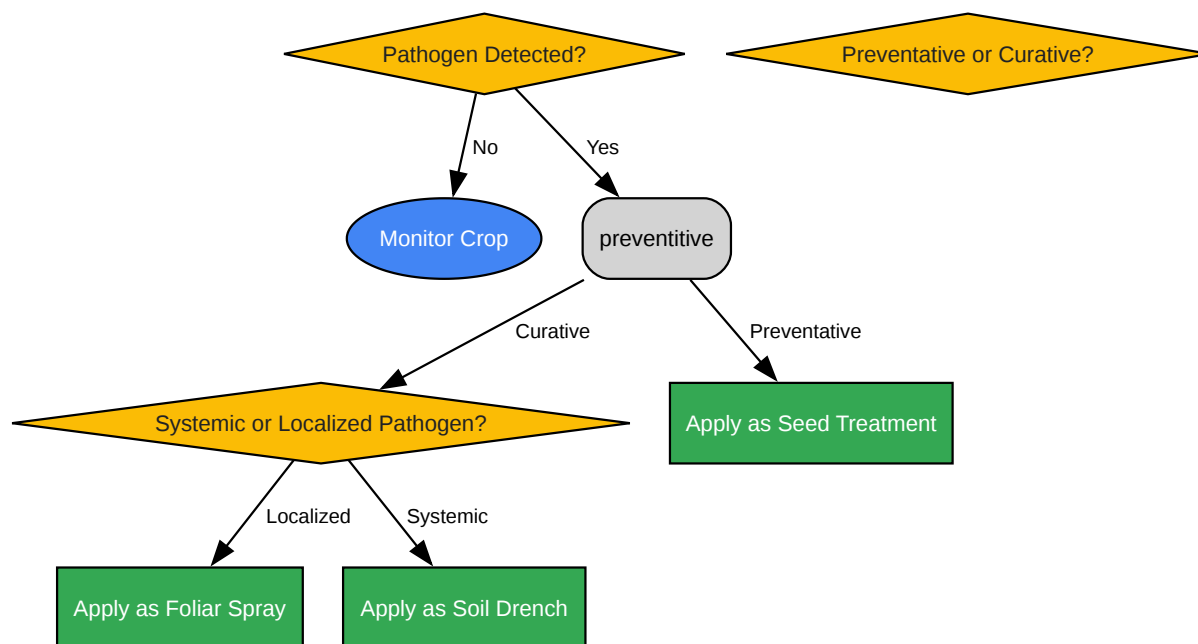 Pathogen Detected?
Preventative or Curative?
No
Yes
Monitor Crop
preventitive
Curative
Preventative
Systemic or Localized Pathogen?
Apply as Seed Treatment
Localized
Systemic
Apply as Foliar Spray
Apply as Soil Drench